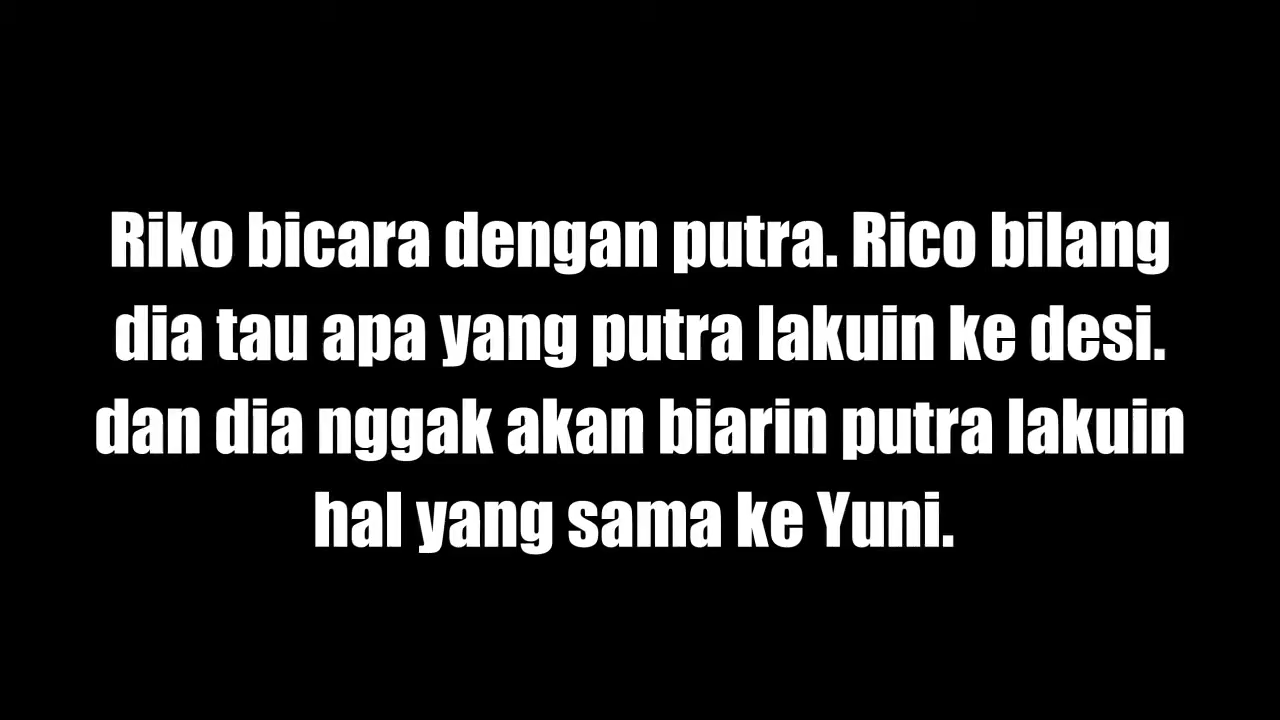 Riko bicara dengan putra. Rico bilang
dia tau apa yang putra lakuin ke desi.
dan dia nggak akan biarin putra lakuin
hal yang sama ke Yuni.